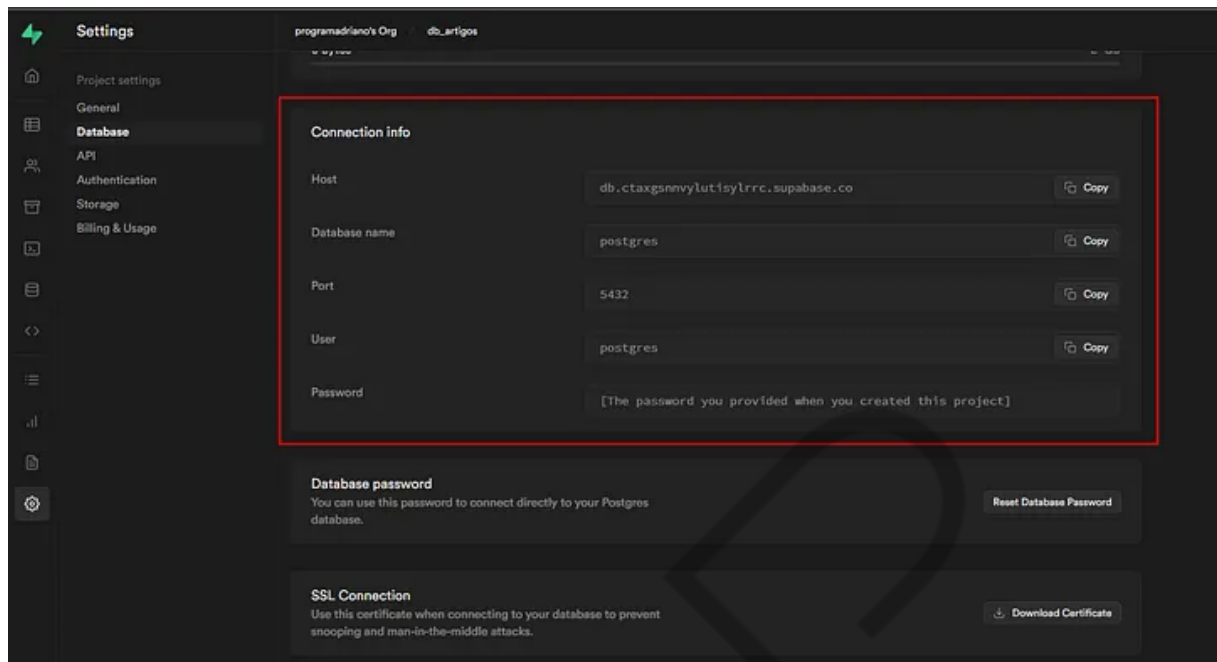 Settings
programadriano's Org / db_artigos
Project settings
General
Database
API
Authentication
Storage
Billing & Usage
Connection info
Host
db.ctaxgsnnvylutisylrrc.supabase.co
Copy
Database name
postgres
Copy
Port
5432
Copy
User
postgres
Copy
Password
[The password you provided when you created this project]
Database password
You can use this password to connect directly to your Postgres
database.
Reset Database Password
SSL Connection
Use this certificate when connecting to your database to prevent
snooping and man-in-the-middle attacks.
Download Certificate